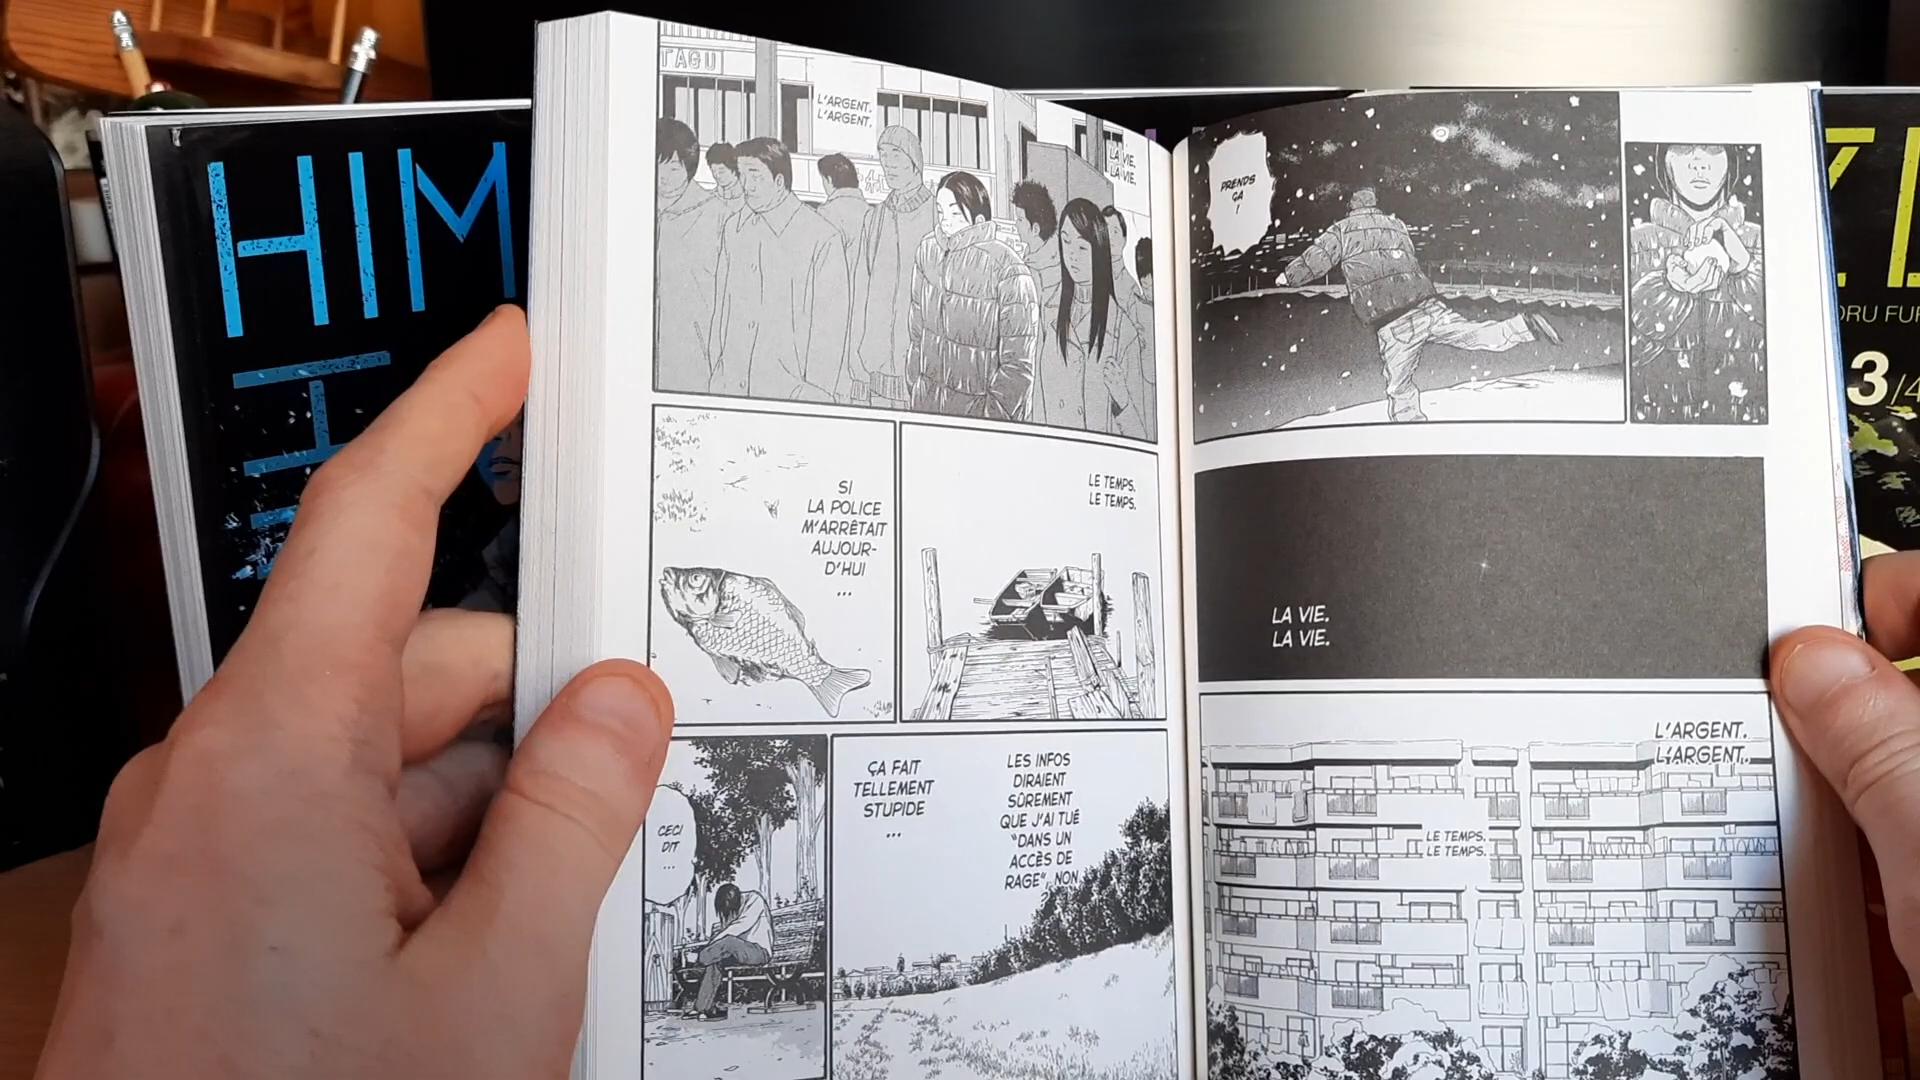 HIM
TAGU
L'ARGENT.
L'ARGENT.
LA VIE.
LA VIE.
SI
LA POLICE
M'ARRÊTAIT
AUJOUR-
D'HUI
...
LE TEMPS.
LE TEMPS.
CECI
DIT
...
ÇA FAIT
TELLEMENT
STUPIDE
...
LES INFOS
DIRAIENT
SÛREMENT
QUE J'AI TUÉ
"DANS UN
ACCÈS DE
RAGE", NON
PRENDS
ÇA
!
LA VIE.
LA VIE.
L'ARGENT.
L'ARGENT.
LE TEMPS.
LE TEMPS.
ORU FUR
3/4